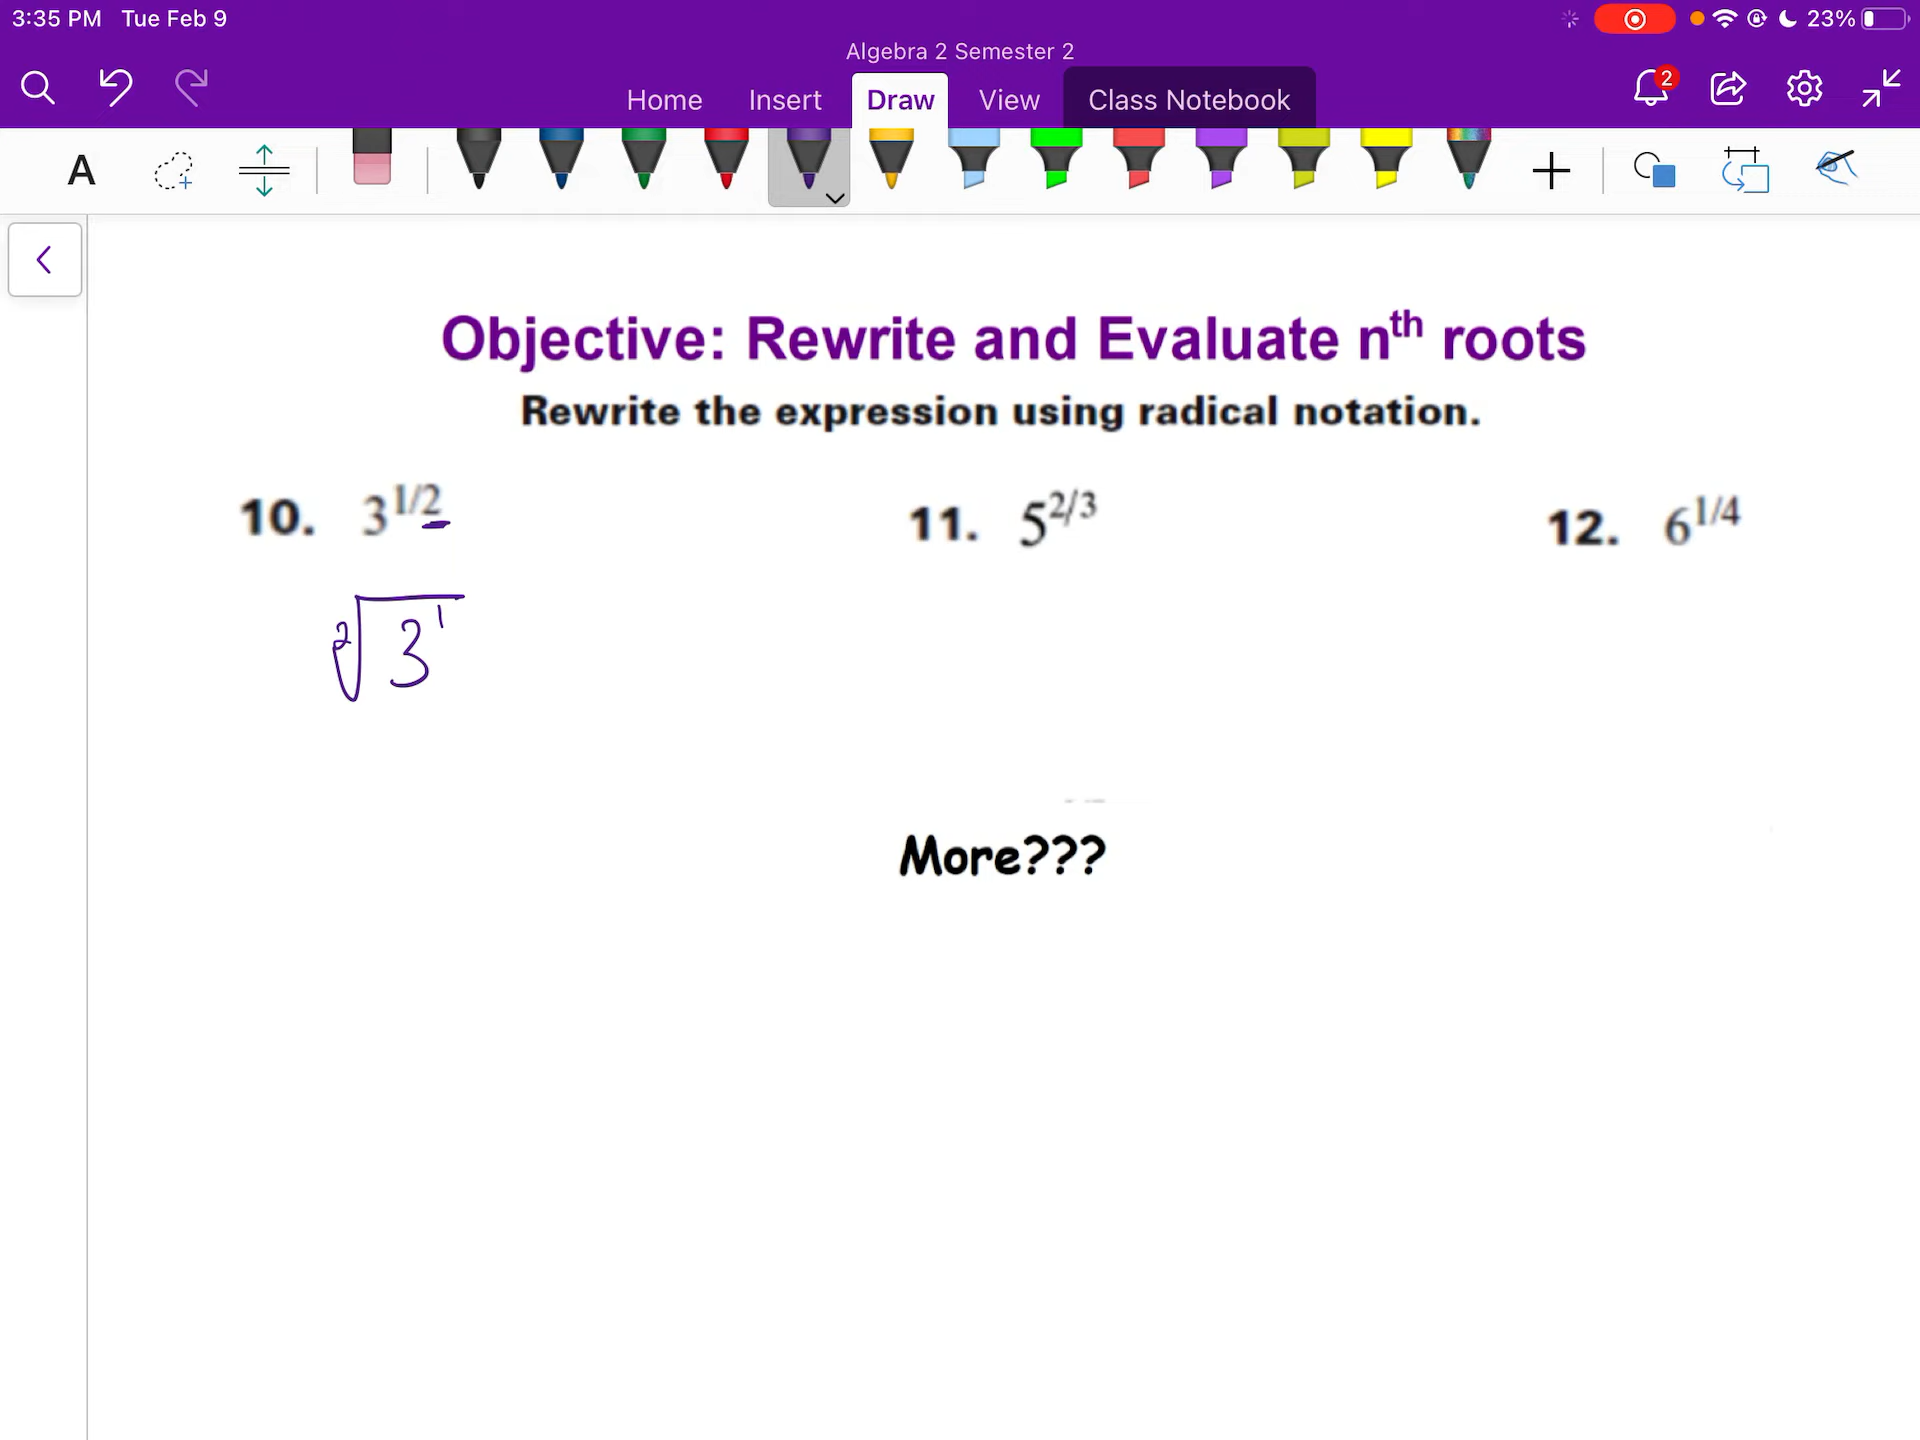 3:35 PM Tue Feb 9
23%
Algebra 2 Semester 2
Home Insert Draw View Class Notebook
2
A
Objective: Rewrite and Evaluate nᵗʰ roots
Rewrite the expression using radical notation.
10. 3^1/2 11. 5^2/3 12. 6^1/4
²√3¹
More???